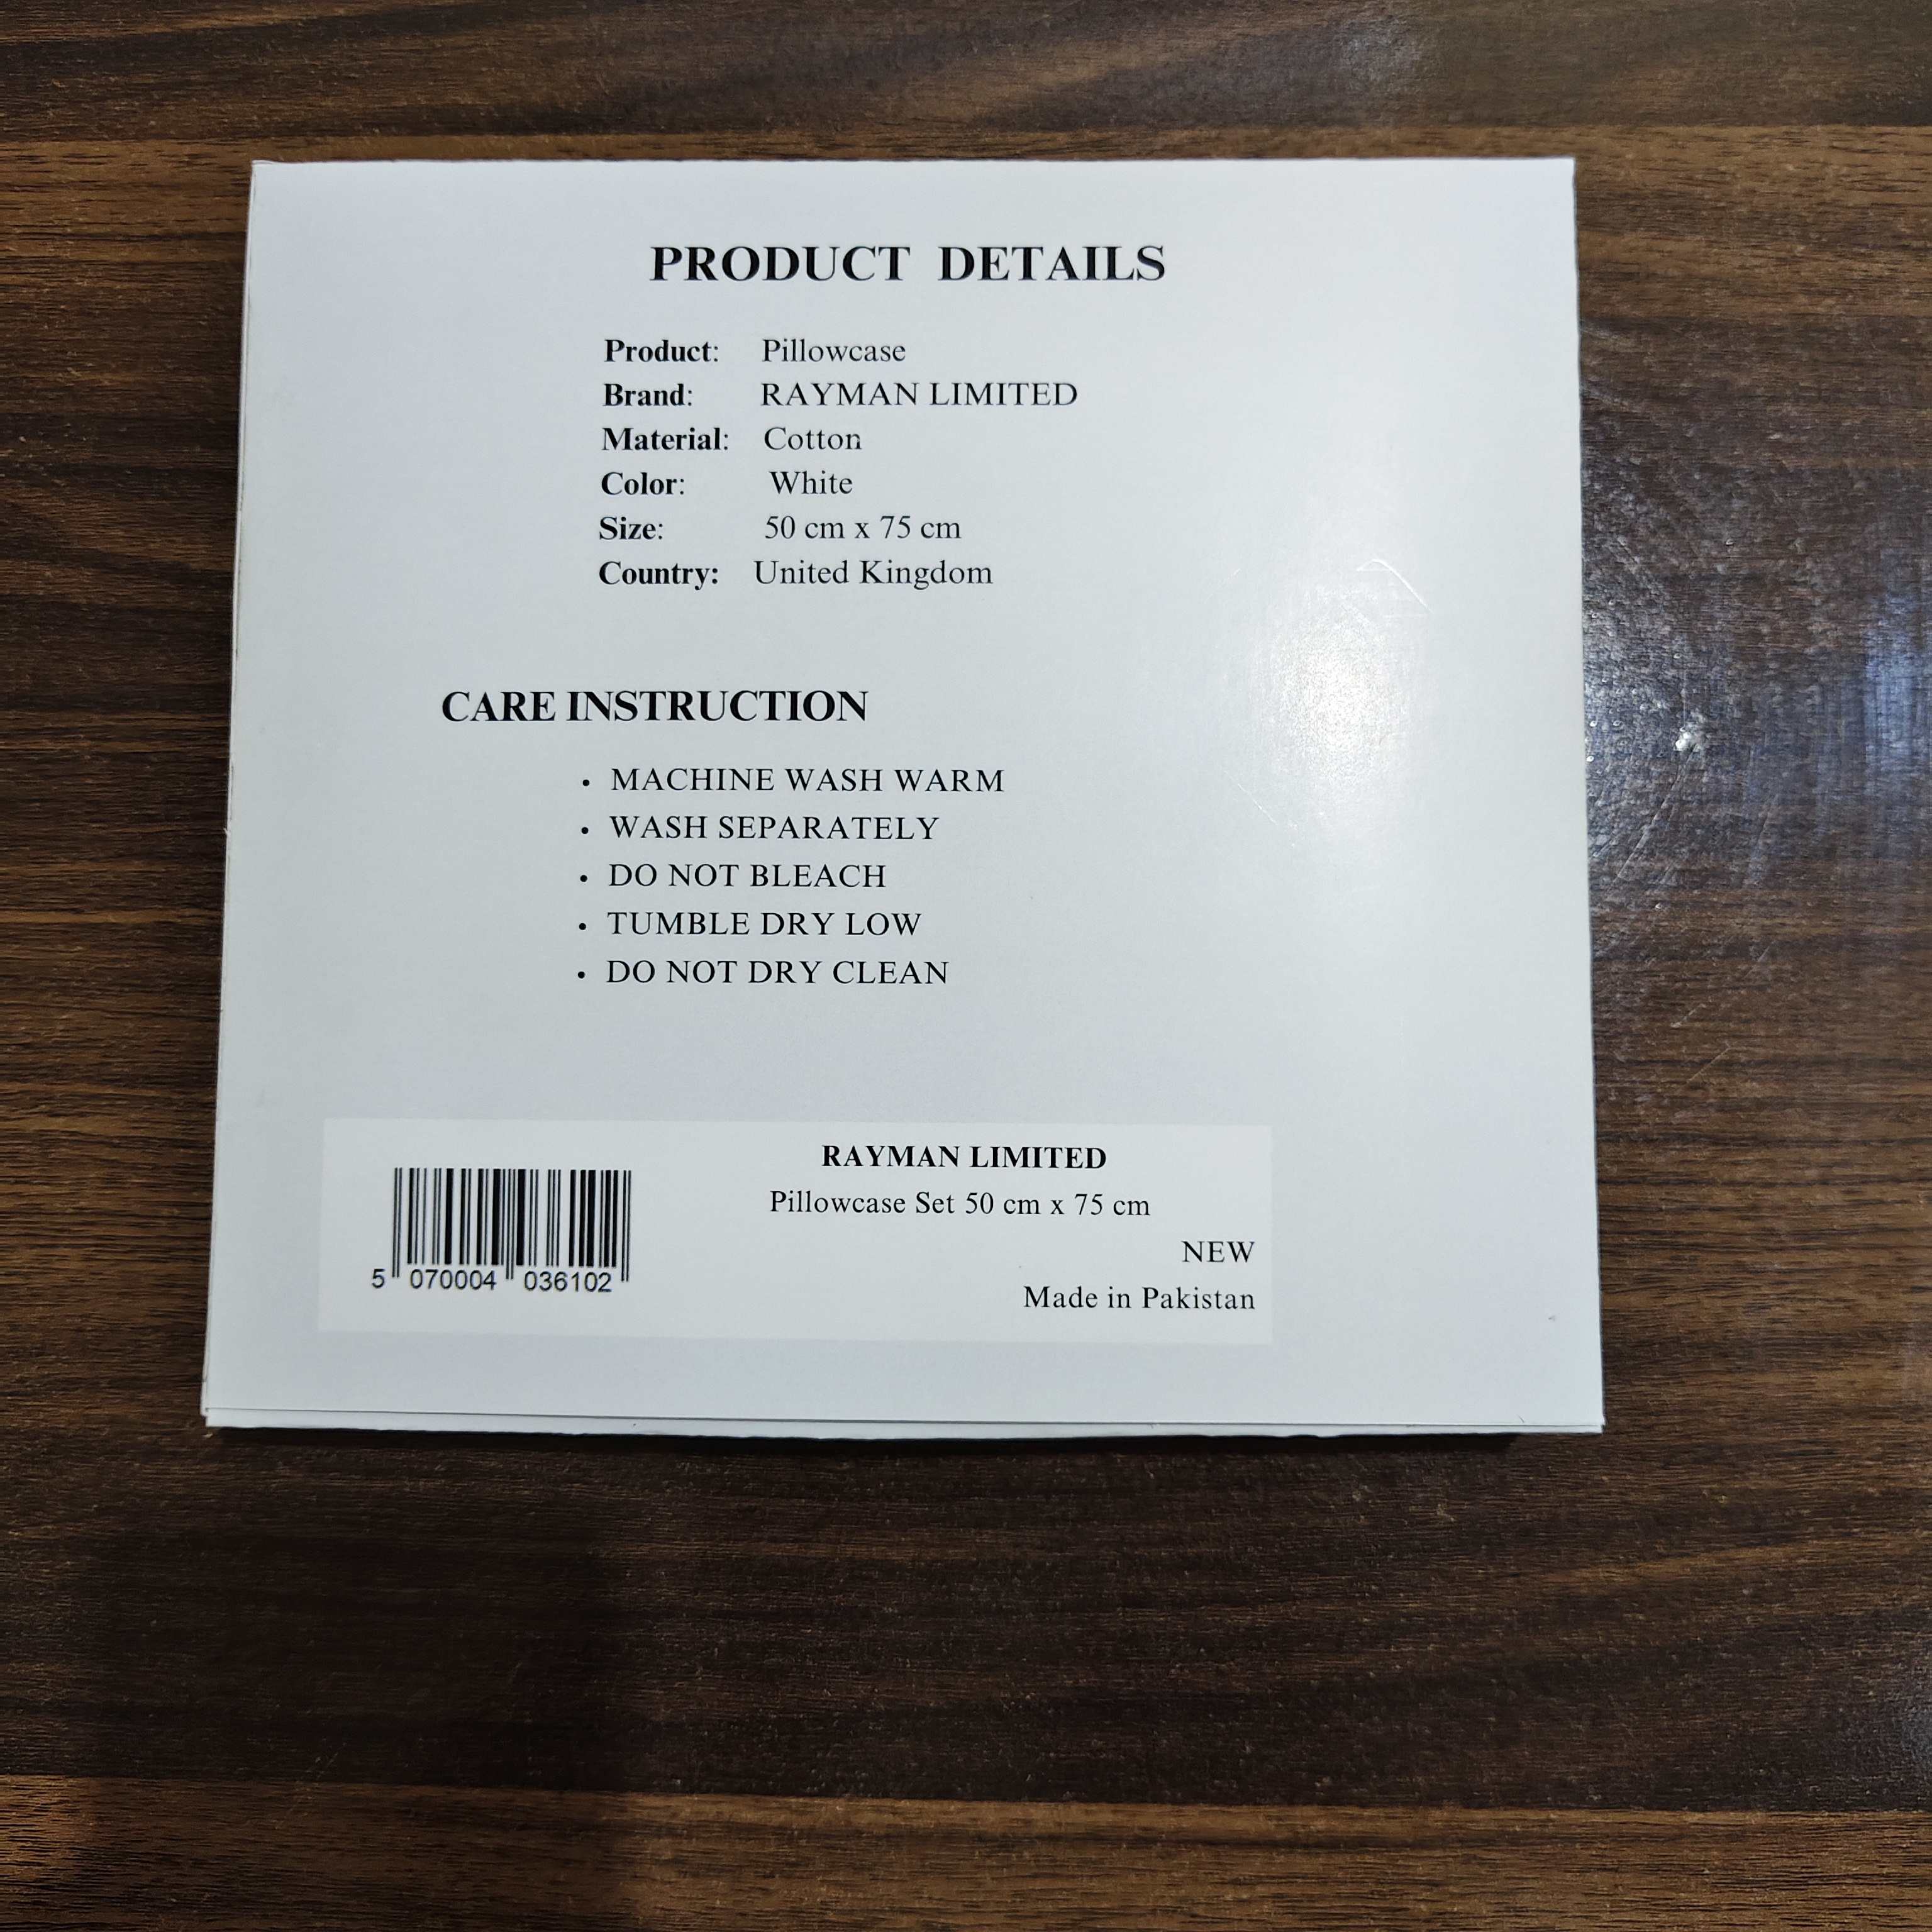 PRODUCT DETAILS
Product: Pillowcase
Brand: RAYMAN LIMITED
Material: Cotton
Color: White
Size: 50 cm x 75 cm
Country: United Kingdom
CARE INSTRUCTION
• MACHINE WASH WARM
• WASH SEPARATELY
• DO NOT BLEACH
• TUMBLE DRY LOW
• DO NOT DRY CLEAN
RAYMAN LIMITED
Pillowcase Set 50 cm x 75 cm
NEW
Made in Pakistan
5 070004 036102